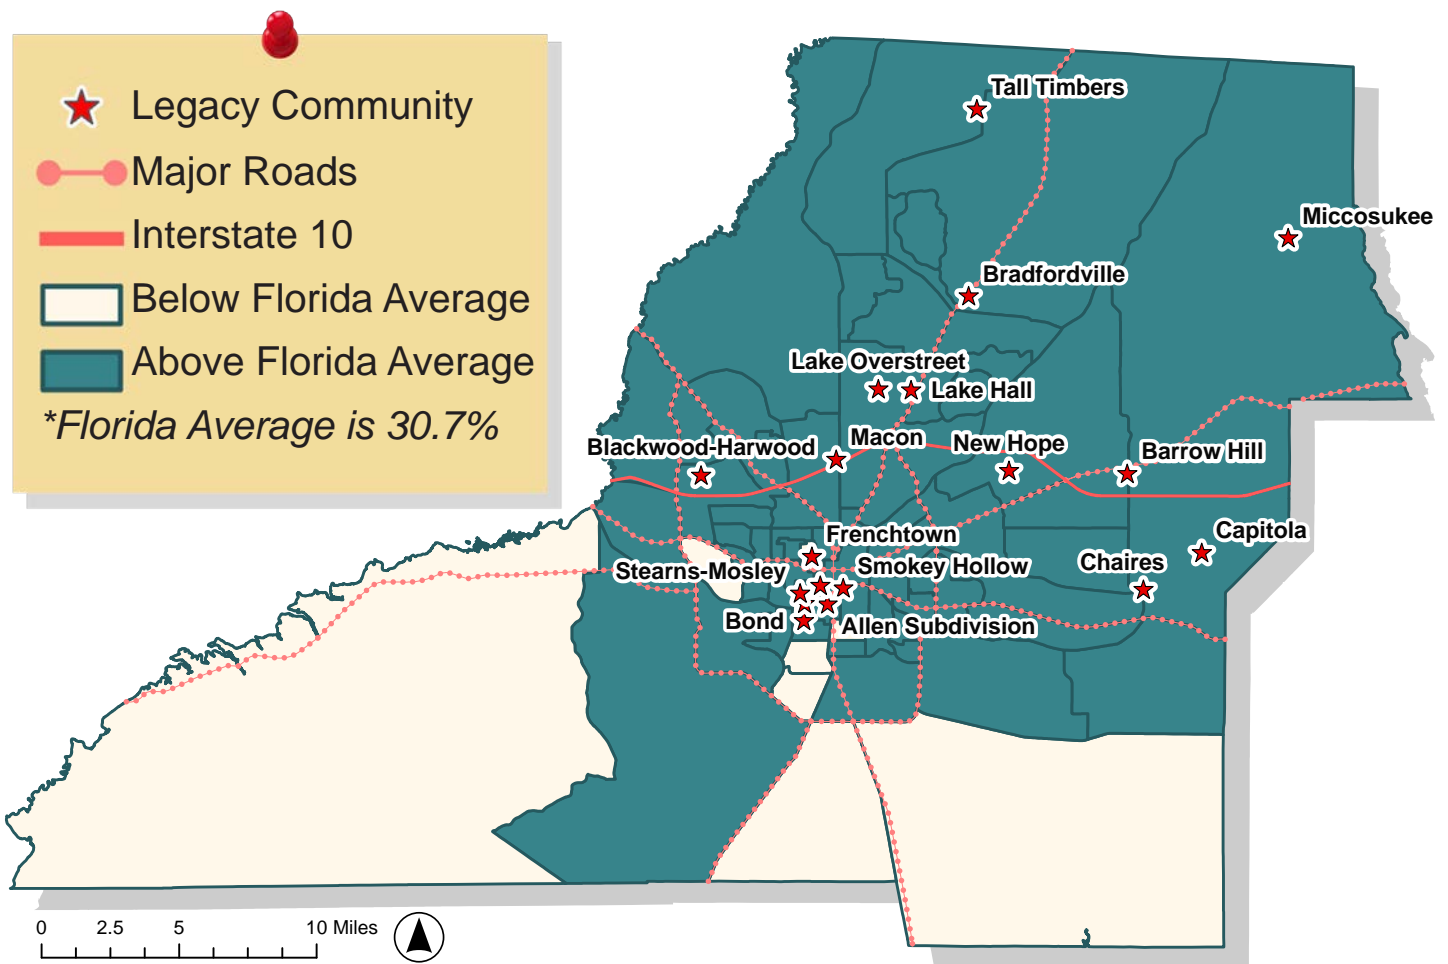 Legacy Community
Major Roads
Interstate 10
Below Florida Average
Above Florida Average
*Florida Average is 30.7%
Tall Timbers
Miccosukee
Bradfordville
Lake Overstreet
Lake Hall
Macon
New Hope
Blackwood-Harwood
Barrow Hill
Frenchtown
Capitola
Stearns-Mosley
Smokey Hollow
Chaires
Bond
Allen Subdivision
0 2.5 5 10 Miles